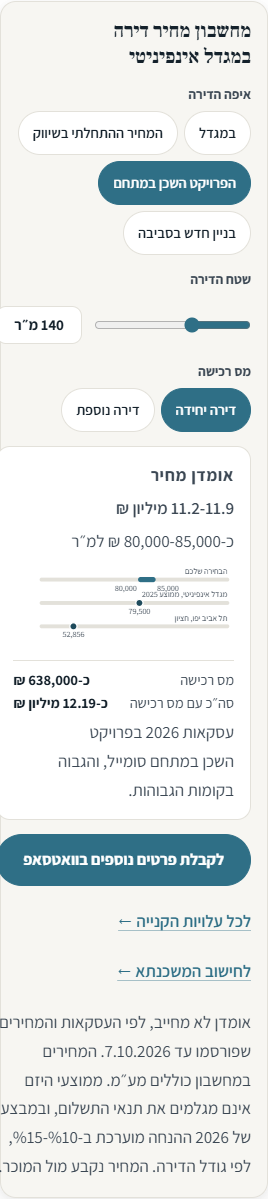 מחשבון מחיר דירה
במגדל אינפיניטי
איפה הדירה
במגדל
המחיר ההתחלתי בשיווק
הפרויקט השכן במתחם
בניין חדש בסביבה
שטח הדירה
140 מ״ר
מס רכישה
דירה יחידה
דירה נוספת
אומדן מחיר
11.2-11.9 מיליון ₪
כ-80,000-85,000 ₪ למ״ר
הבחירה שלכם
80,000
85,000
מגדל אינפיניטי, ממוצע 2025
79,500
תל אביב יפו, חציון
52,856
מס רכישה כ-638,000 ₪
סה״כ עם מס רכישה כ-12.19 מיליון ₪
עסקאות 2026 בפרויקט
השכן במתחם סומייל, והגבוה
בקומות הגבוהות.
לקבלת פרטים נוספים בוואטסאפ
לכל עלויות הקנייה ←
לחישוב המשכנתא ←
אומדן לא מחייב, לפי העסקאות והמחירים
שפורסמו עד 7.10.2026. המחירים
במחשבון כוללים מע״מ. ממוצעי היזם
אינם מגלמים את תנאי התשלום, ובמבצע
של 2026 ההנחה מוערכת ב-10%-15%,
לפי גודל הדירה. המחיר נקבע מול המוכר.